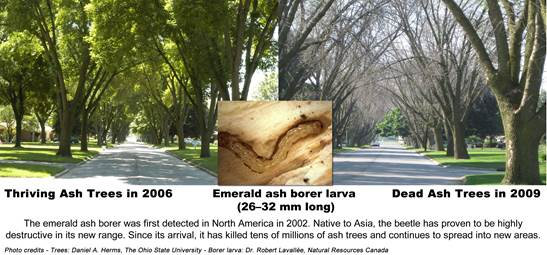 Thriving Ash Trees in 2006
Emerald ash borer larva
(26–32 mm long)
Dead Ash Trees in 2009
The emerald ash borer was first detected in North America in 2002. Native to Asia, the beetle has proven to be highly
destructive in its new range. Since its arrival, it has killed tens of millions of ash trees and continues to spread into new areas.
Photo credits - Trees: Daniel A. Herms, The Ohio State University - Borer larva: Dr. Robert Lavallée, Natural Resources Canada